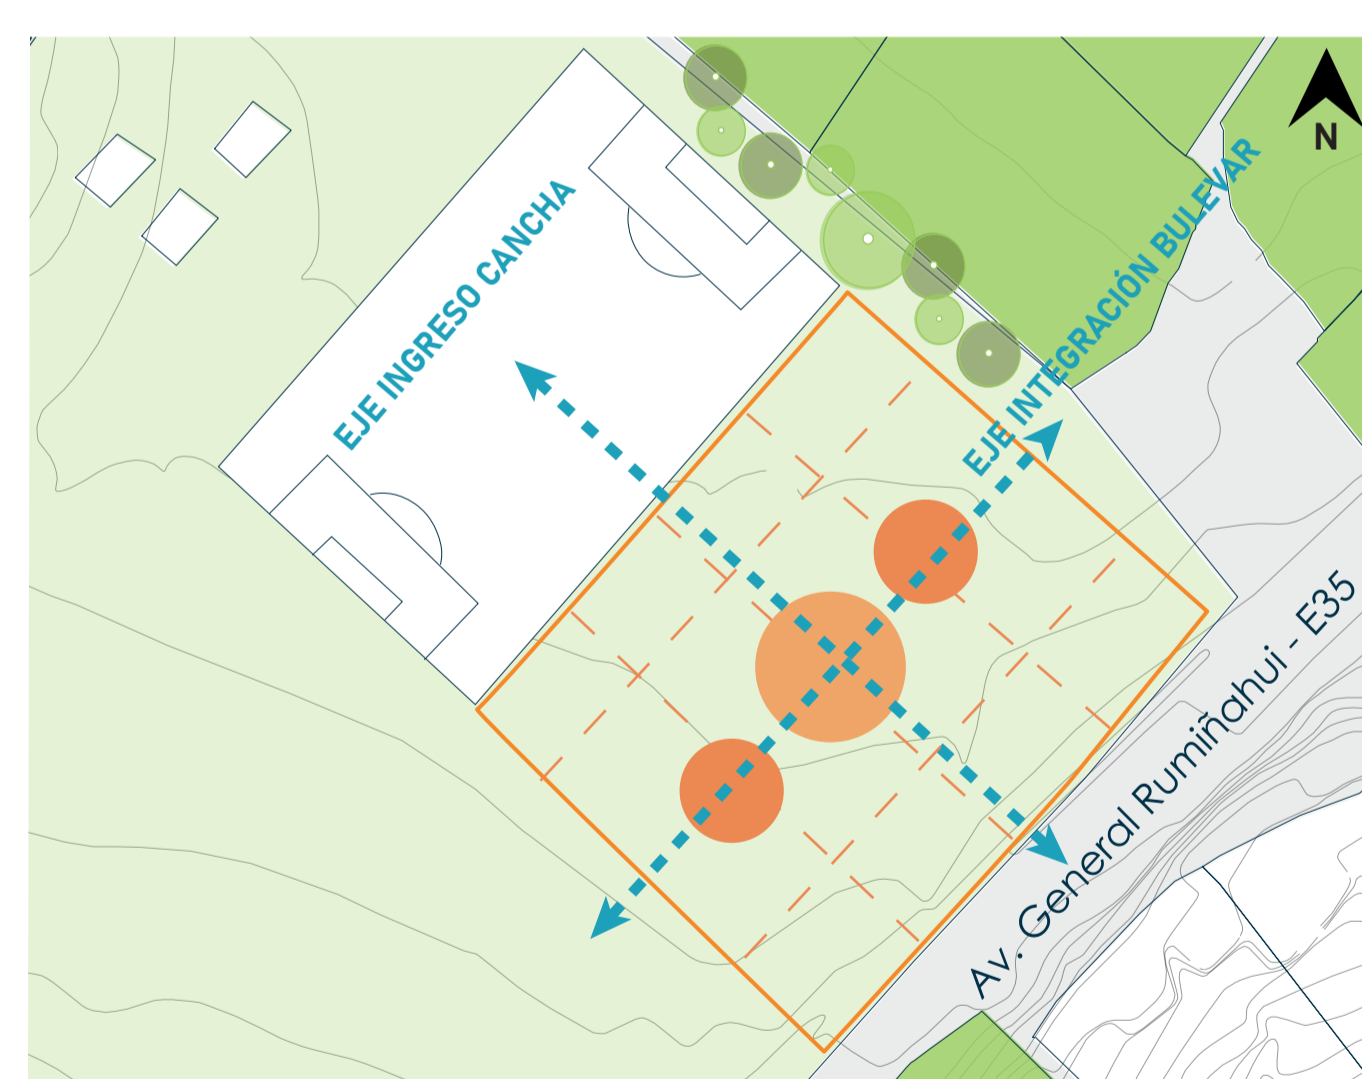 N
EJE INGRESO CANCHA
EJE INTEGRACIÓN BULEVAR
Av. General Rumiñahui - E35